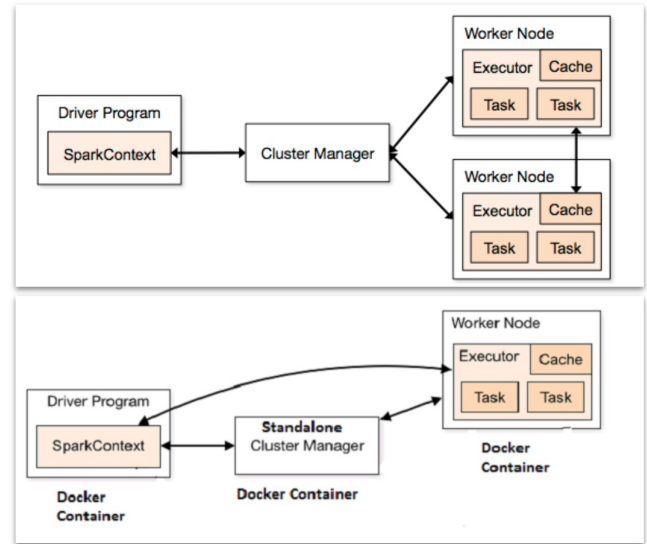 Worker Node
Executor Cache
Task Task
Driver Program
SparkContext
Cluster Manager
Worker Node
Executor Cache
Task Task
Worker Node
Executor Cache
Task Task
Driver Program
SparkContext
Standalone
Cluster Manager
Docker
Container
Docker Container
Docker
Container